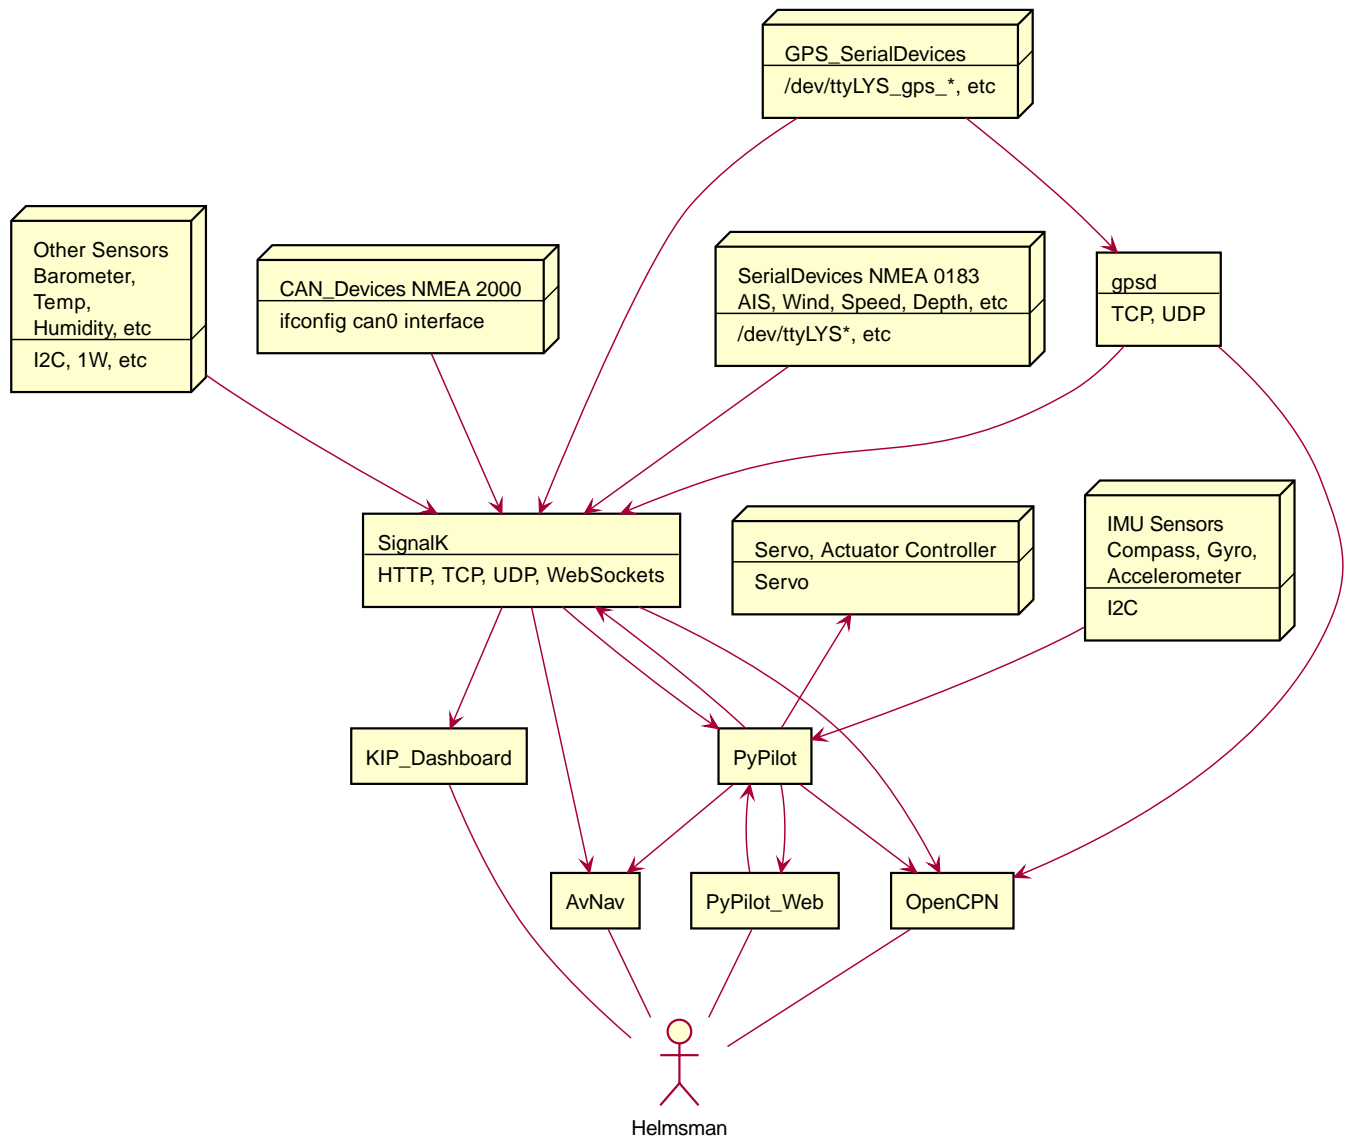 GPS_SerialDevices
/dev/ttyLYS_gps_*, etc
Other Sensors
Barometer,
Temp,
Humidity, etc
I2C, 1W, etc
CAN_Devices NMEA 2000
ifconfig can0 interface
SerialDevices NMEA 0183
AIS, Wind, Speed, Depth, etc
/dev/ttyLYS*, etc
gpsd
TCP, UDP
SignalK
HTTP, TCP, UDP, WebSockets
Servo, Actuator Controller
Servo
IMU Sensors
Compass, Gyro,
Accelerometer
I2C
KIP_Dashboard
PyPilot
AvNav
PyPilot_Web
OpenCPN
Helmsman